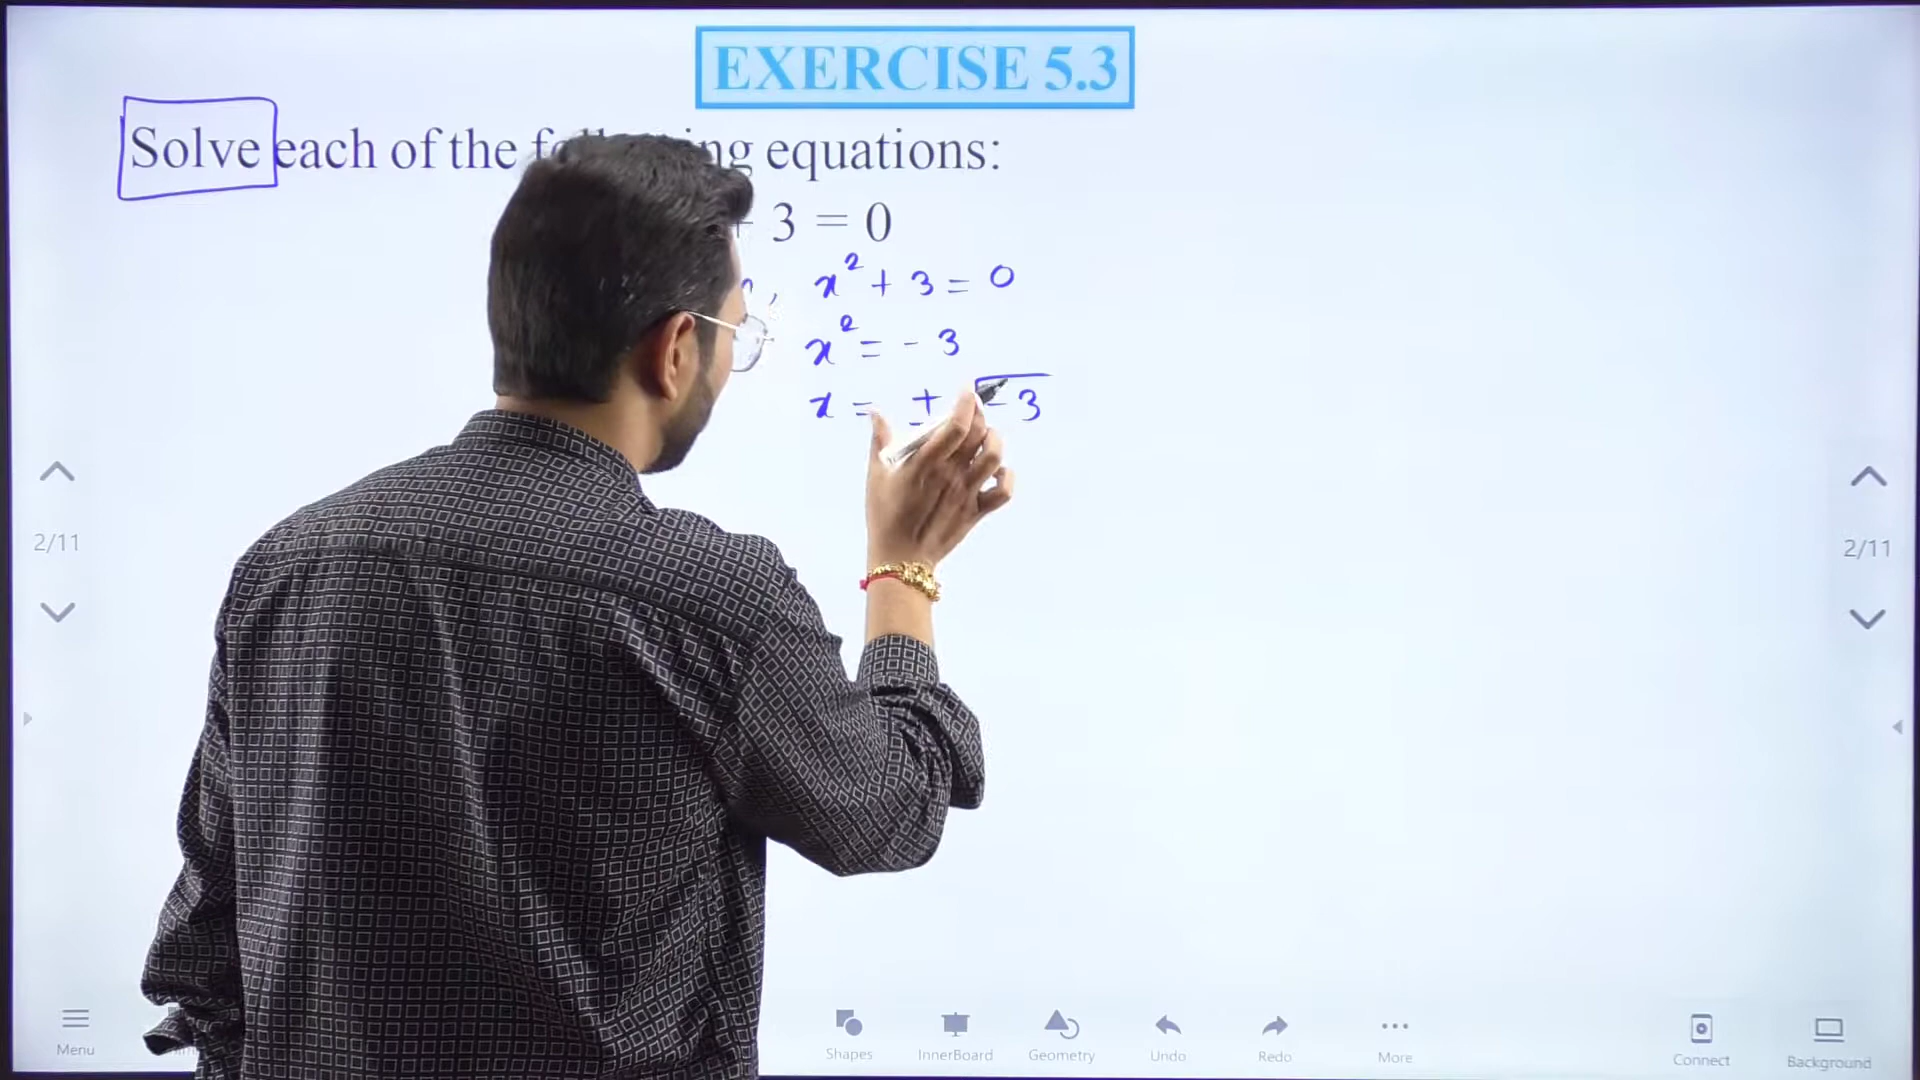 EXERCISE 5.3
Solve each of the equations:
+ 3 = 0
, x² + 3 = 0
x² = - 3
x = ± √-3
2/11
2/11
Menu
Shapes
InnerBoard
Geometry
Undo
Redo
More
Connect
Background